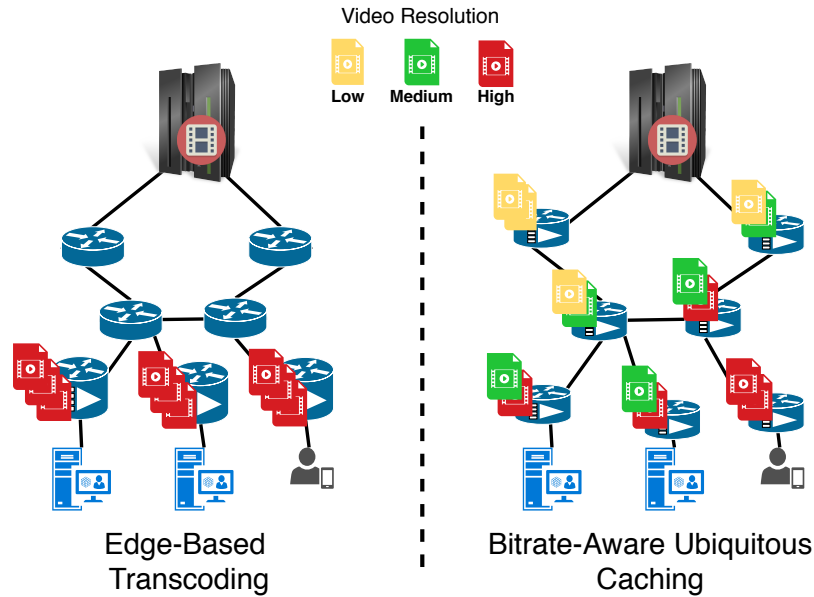 Video Resolution
Low
Medium
High
Edge-Based
Transcoding
Bitrate-Aware Ubiquitous
Caching